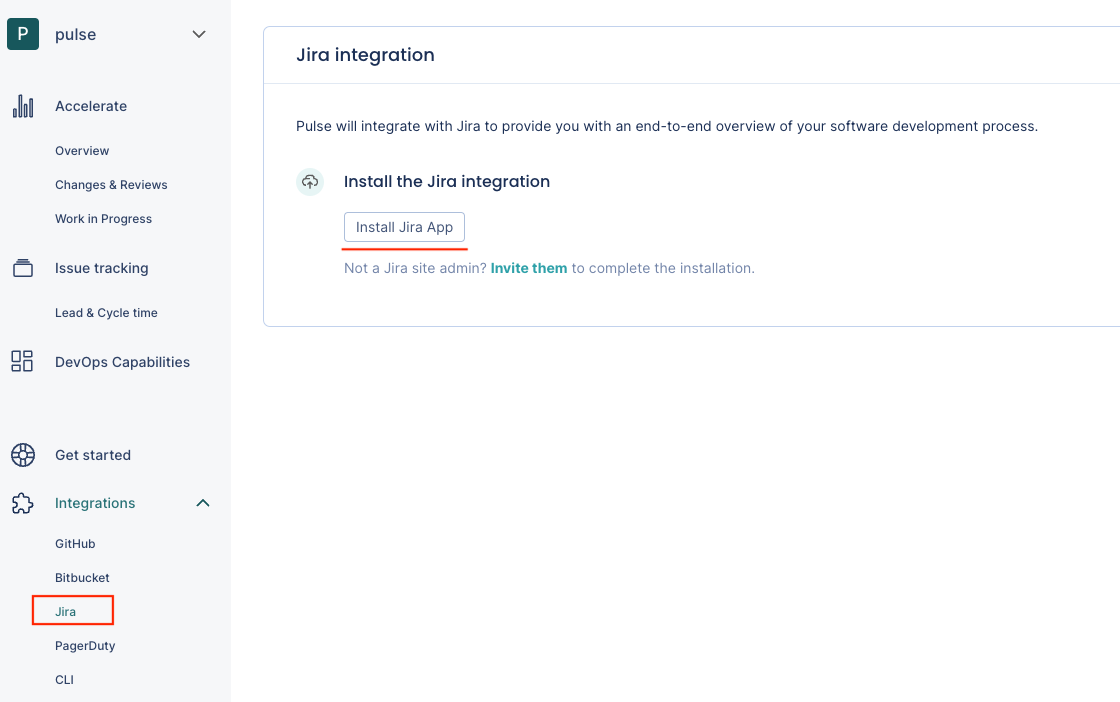 P pulse
Accelerate
Overview
Changes & Reviews
Work in Progress
Issue tracking
Lead & Cycle time
DevOps Capabilities
Get started
Integrations
GitHub
Bitbucket
Jira
PagerDuty
CLI
Jira integration
Pulse will integrate with Jira to provide you with an end-to-end overview of your software development process.
Install the Jira integration
Install Jira App
Not a Jira site admin? Invite them to complete the installation.